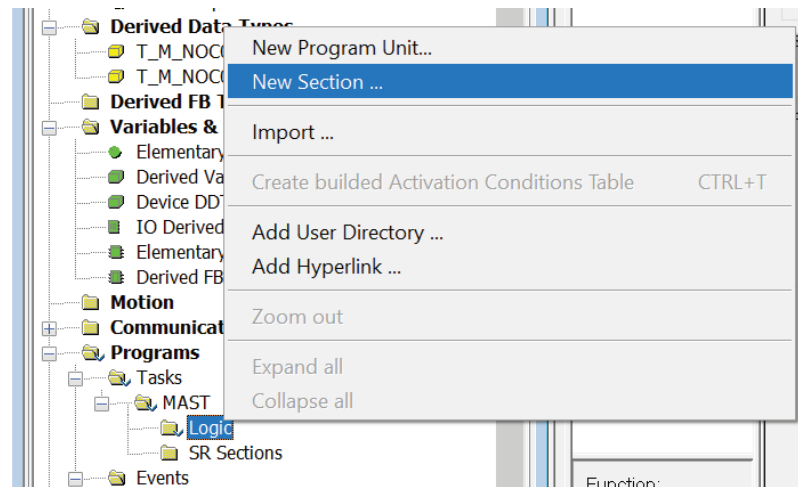 Derived Data Types
T_M_NOC
T_M_NOC
Derived FB T
Variables &
Elementary
Derived Va
Device DDT
IO Derived
Elementary
Derived FB
Motion
Communicat
Programs
Tasks
MAST
Logic
SR Sections
Events
New Program Unit...
New Section ...
Import ...
Create builded Activation Conditions Table CTRL+T
Add User Directory ...
Add Hyperlink ...
Zoom out
Expand all
Collapse all
Function: